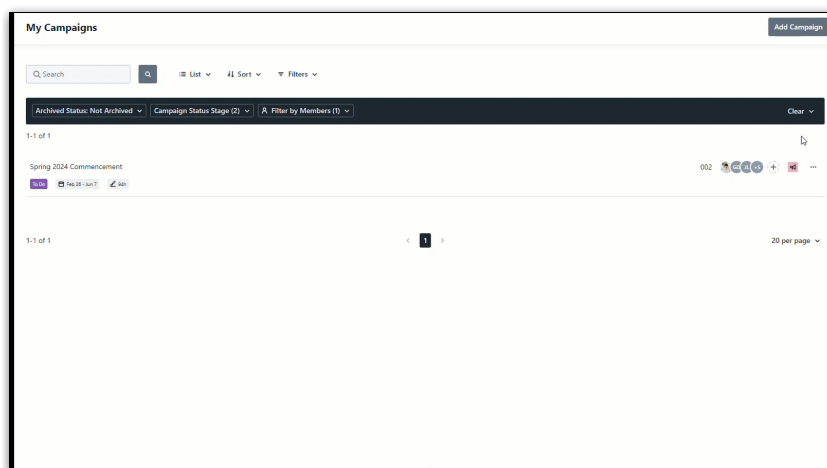 My Campaigns
Add Campaign
Search
List
Sort
Filters
Archived Status: Not Archived
Campaign Status Stage (2)
Filter by Members (1)
Clear
1-1 of 1
Spring 2024 Commencement
002
+5
To Do
Feb 26 - Jun 7
1-1 of 1
1
20 per page